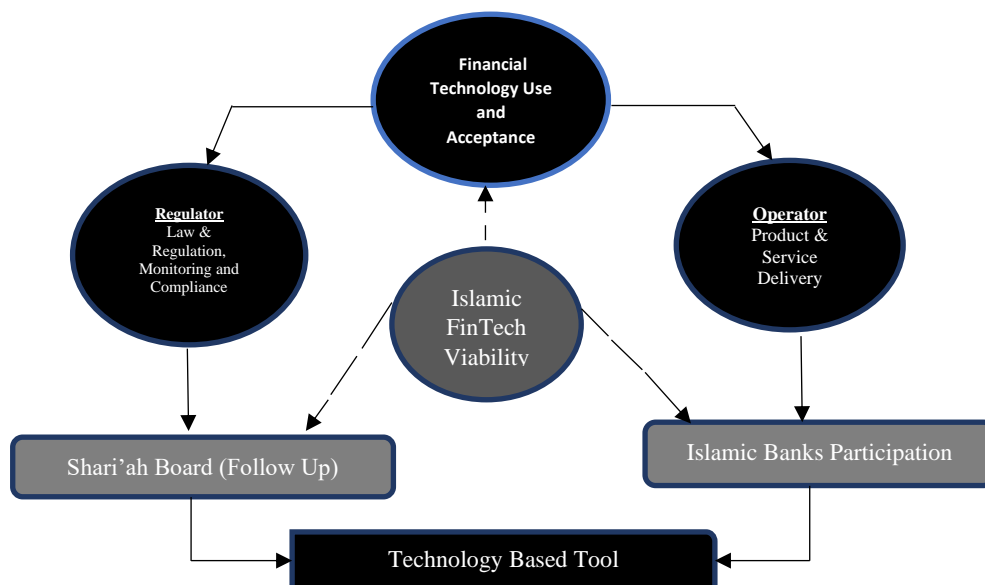 Financial
Technology Use
and
Acceptance
Regulator
Law &
Regulation,
Monitoring and
Compliance
Operator
Product &
Service
Delivery
Islamic
FinTech
Viability
Shari’ah Board (Follow Up)
Islamic Banks Participation
Technology Based Tool